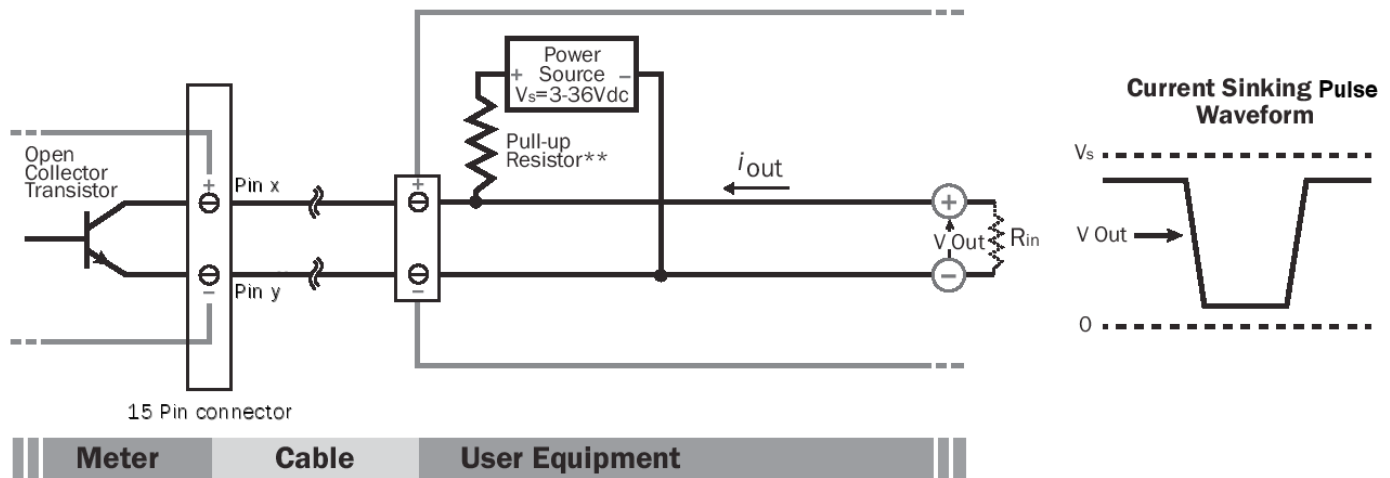 Power
+ Source −
Vs=3-36Vdc
Current Sinking Pulse
Waveform
Open
Collector
Transistor
Pull-up
Resistor**
Vs
+
Pin x
+
iout
+
V Out
Rin
V Out
−
Pin y
−
−
0
15 Pin connector
Meter
Cable
User Equipment